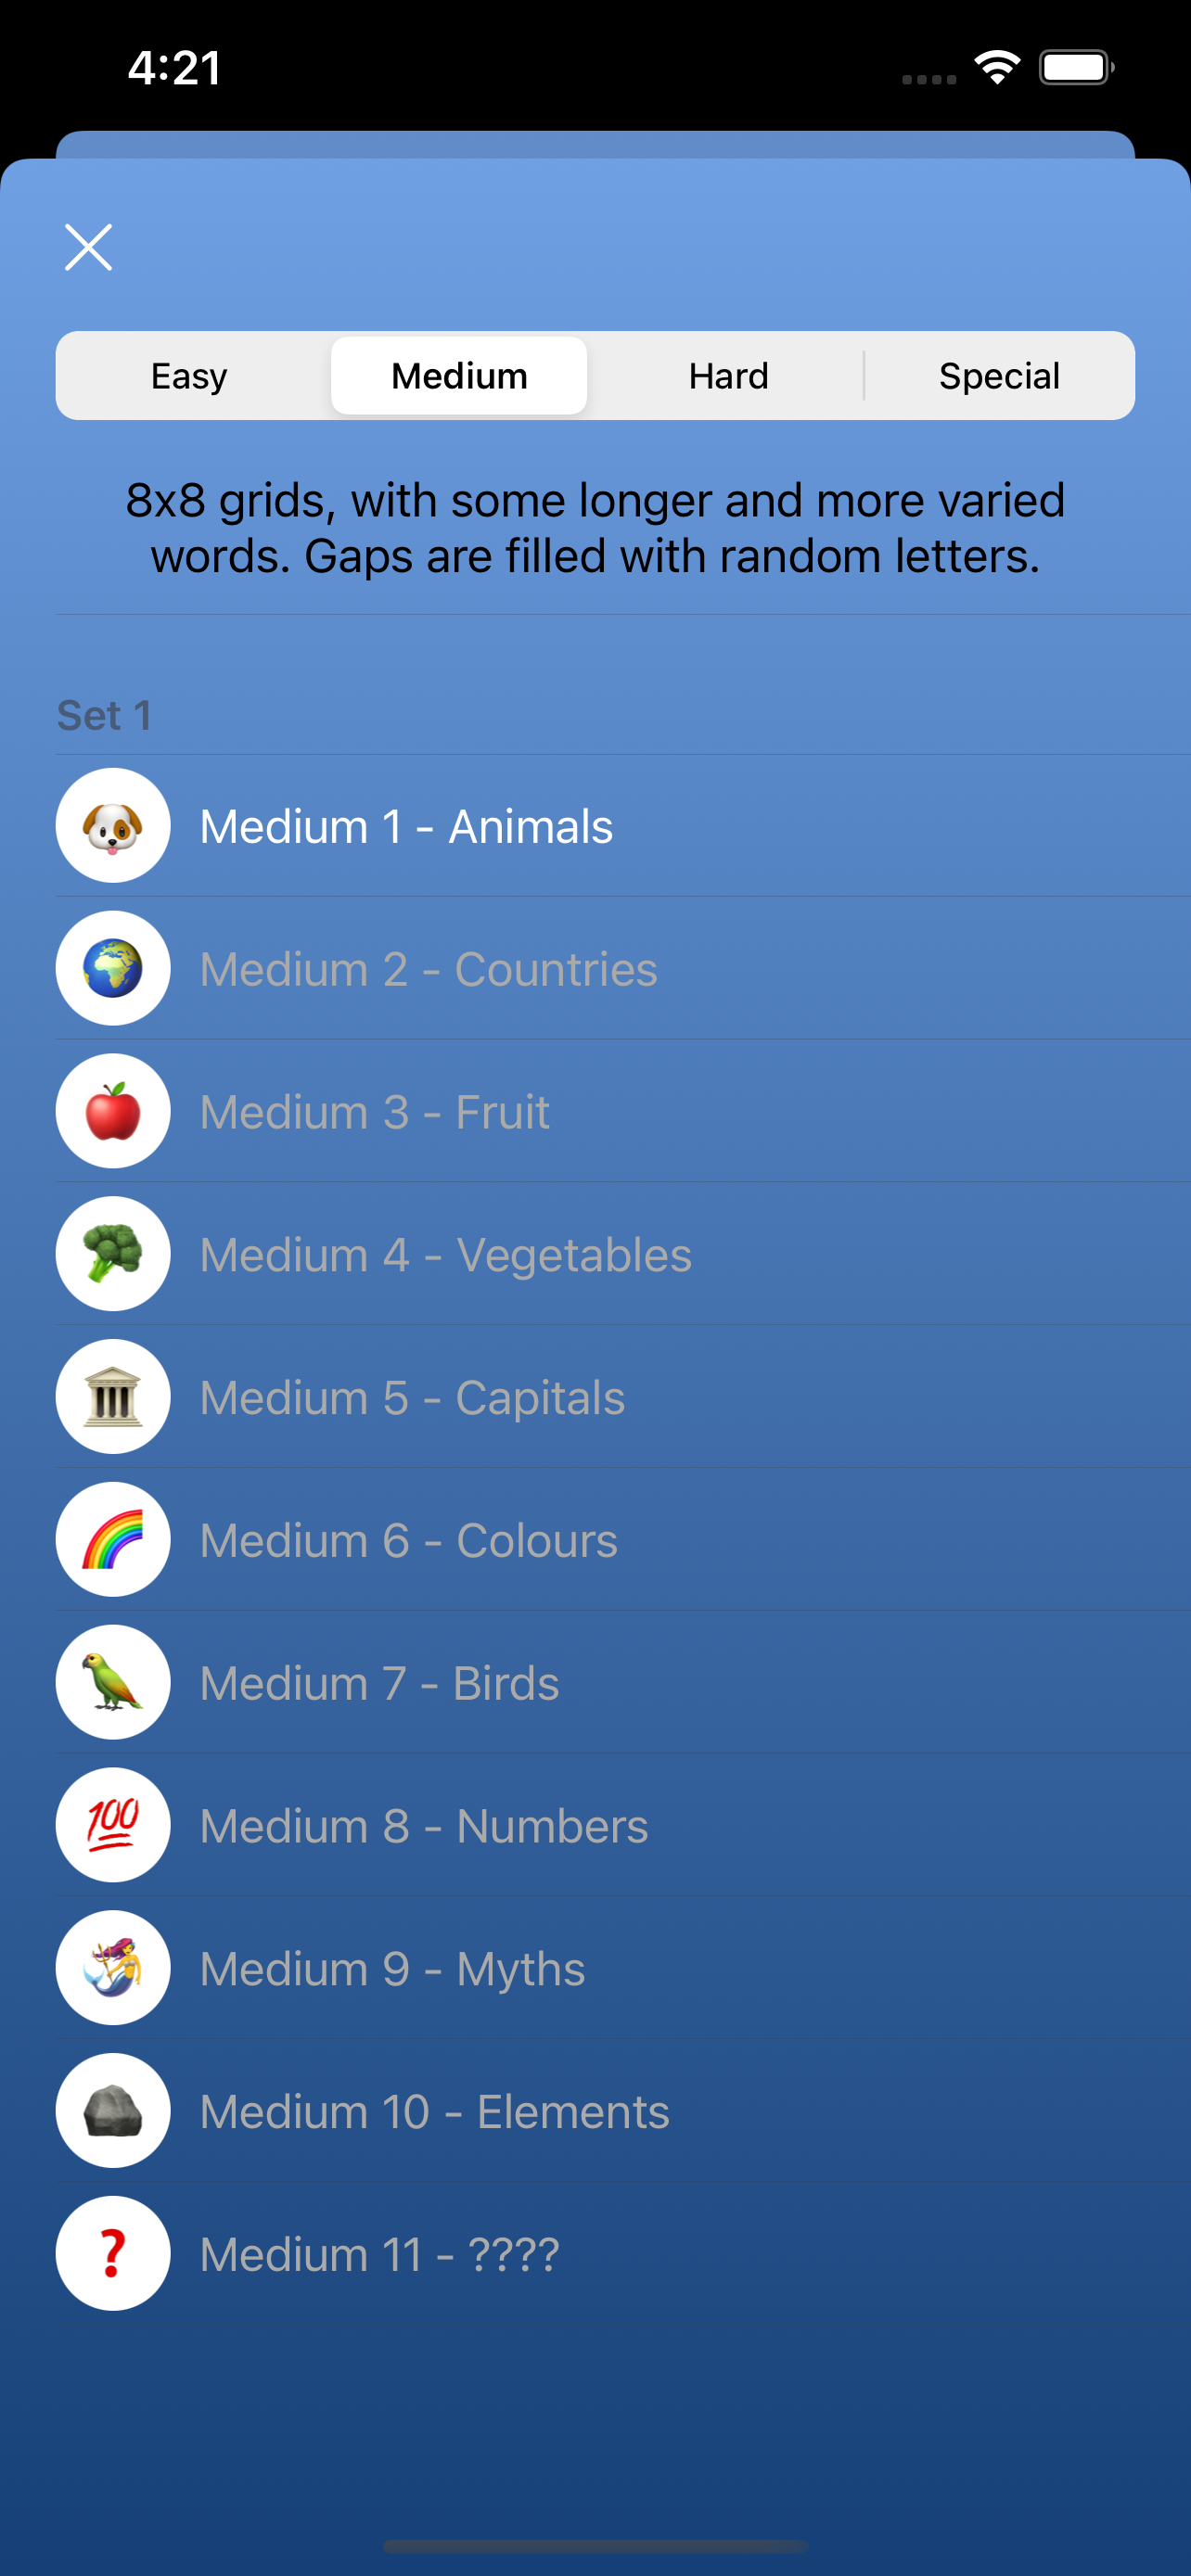 4:21
Easy Medium Hard Special
8x8 grids, with some longer and more varied
words. Gaps are filled with random letters.
Set 1
Medium 1 - Animals
Medium 2 - Countries
Medium 3 - Fruit
Medium 4 - Vegetables
Medium 5 - Capitals
Medium 6 - Colours
Medium 7 - Birds
100
Medium 8 - Numbers
Medium 9 - Myths
Medium 10 - Elements
?
Medium 11 - ????